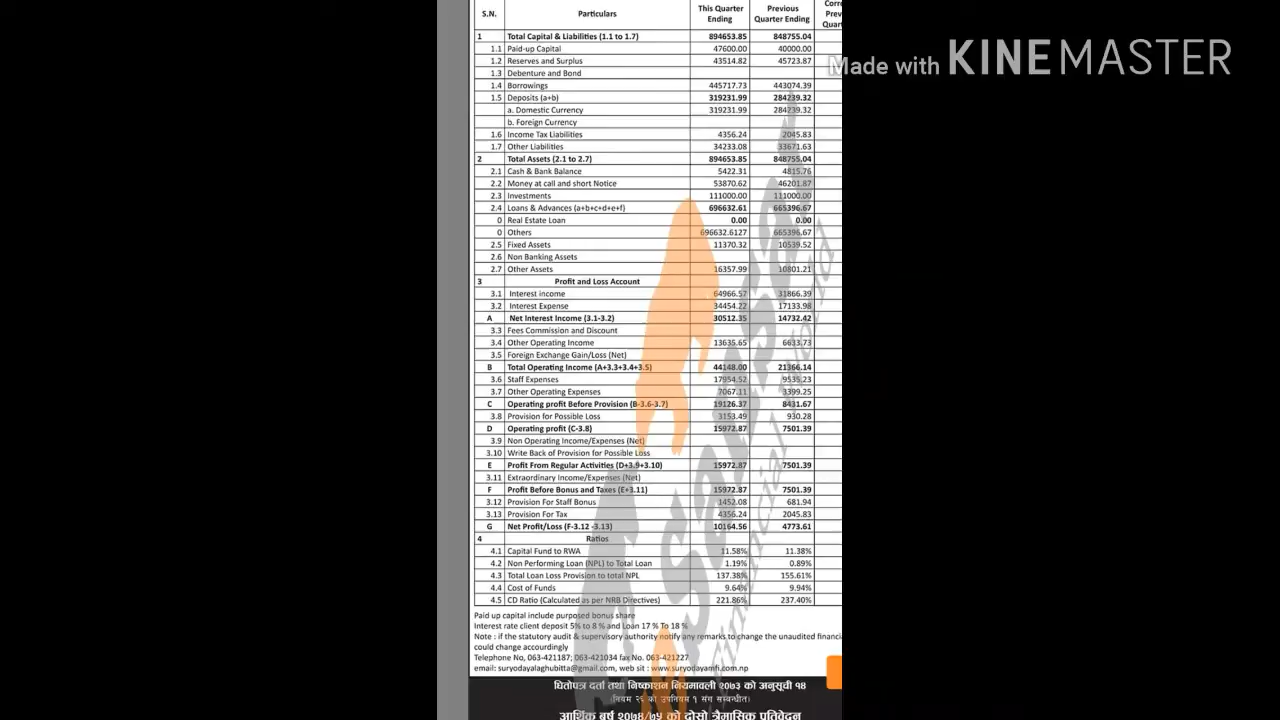 S.N. Particulars This Quarter Ending Previous Quarter Ending
Made with KINEMASTER
1 Total Capital & Liabilities (1.1 to 1.7) 894653.85 848755.04
1.1 Paid-up Capital 47600.00 40000.00
1.2 Reserves and Surplus 43514.82 45723.87
1.3 Debenture and Bond
1.4 Borrowings 445717.73 443074.39
1.5 Deposits (a+b) 319231.99 284239.32
a. Domestic Currency 319231.99 284239.32
b. Foreign Currency
1.6 Income Tax Liabilities 4356.24 2045.83
1.7 Other Liabilities 34233.08 33671.63
2 Total Assets (2.1 to 2.7) 894653.85 848755.04
2.1 Cash & Bank Balance 5422.31 4815.76
2.2 Money at call and short Notice 53870.62 46201.87
2.3 Investments 111000.00 111000.00
2.4 Loans & Advances (a+b+c+d+e+f) 696632.61 665396.67
0 Real Estate Loan 0.00 0.00
0 Others 696632.6127 665396.67
2.5 Fixed Assets 11370.32 10539.52
2.6 Non Banking Assets
2.7 Other Assets 16357.99 10801.21
3 Profit and Loss Account
3.1 Interest income 64966.57 31866.39
3.2 Interest Expense 34454.22 17133.98
A Net Interest Income (3.1-3.2) 30512.35 14732.42
3.3 Fees Commission and Discount
3.4 Other Operating Income 13635.65 6633.73
3.5 Foreign Exchange Gain/Loss (Net)
B Total Operating Income (A+3.3+3.4+3.5) 44148.00 21366.14
3.6 Staff Expenses 17954.52 9535.23
3.7 Other Operating Expenses 7067.11 3399.25
C Operating profit Before Provision (B-3.6-3.7) 19126.37 8431.67
3.8 Provision for Possible Loss 3153.49 930.28
D Operating profit (C-3.8) 15972.87 7501.39
3.9 Non Operating Income/Expenses (Net)
3.10 Write Back of Provision for Possible Loss
E Profit From Regular Activities (D+3.9+3.10) 15972.87 7501.39
3.11 Extraordinary Income/Expenses (Net)
F Profit Before Bonus and Taxes (E+3.11) 15972.87 7501.39
3.12 Provision For Staff Bonus 1452.08 681.94
3.13 Provision For Tax 4356.24 2045.83
G Net Profit/Loss (F-3.12 -3.13) 10164.56 4773.61
4 Ratios
4.1 Capital Fund to RWA 11.58% 11.38%
4.2 Non Performing Loan (NPL) to Total Loan 1.19% 0.89%
4.3 Total Loan Loss Provision to total NPL 137.38% 155.61%
4.4 Cost of Funds 9.64% 9.94%
4.5 CD Ratio (Calculated as per NRB Directives) 221.86% 237.40%
Paid up capital include purposed bonus share
Interest rate client deposit 5% to 8 % and Loan 17 % To 18 %
Note : if the statutory audit & supervisory authority notify any remarks to change the unaudited
could change accordingly
Telephone No, 063-421187; 063-421034 fax No. 063-421227
email: suryodayalaghubitta@gmail.com, web sit : www.suryodayamfi.com.np
धितोपत्र दर्ता तथा निष्काशन नियमावली २०७३ को अनुसूची १४
(नियम २६ को उपनियम १ संग सम्बन्धीत)
आर्थिक बर्ष २०७४/७५ को दोस्रो त्रैमासिक प्रतिवेदन